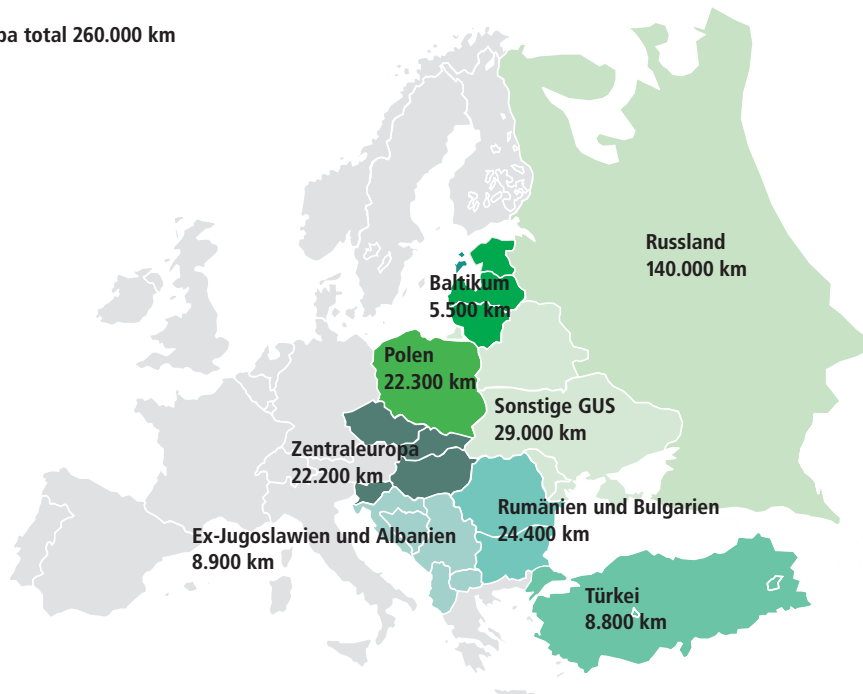 pa total 260.000 km
Russland
140.000 km
Baltikum
5.500 km
Polen
22.300 km
Sonstige GUS
29.000 km
Zentraleuropa
22.200 km
Rumänien und Bulgarien
24.400 km
Ex-Jugoslawien und Albanien
8.900 km
Türkei
8.800 km